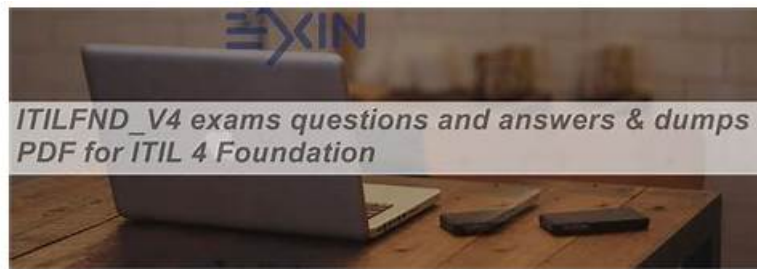 EXIN
ITILFND_V4 exams questions and answers & dumps
PDF for ITIL 4 Foundation